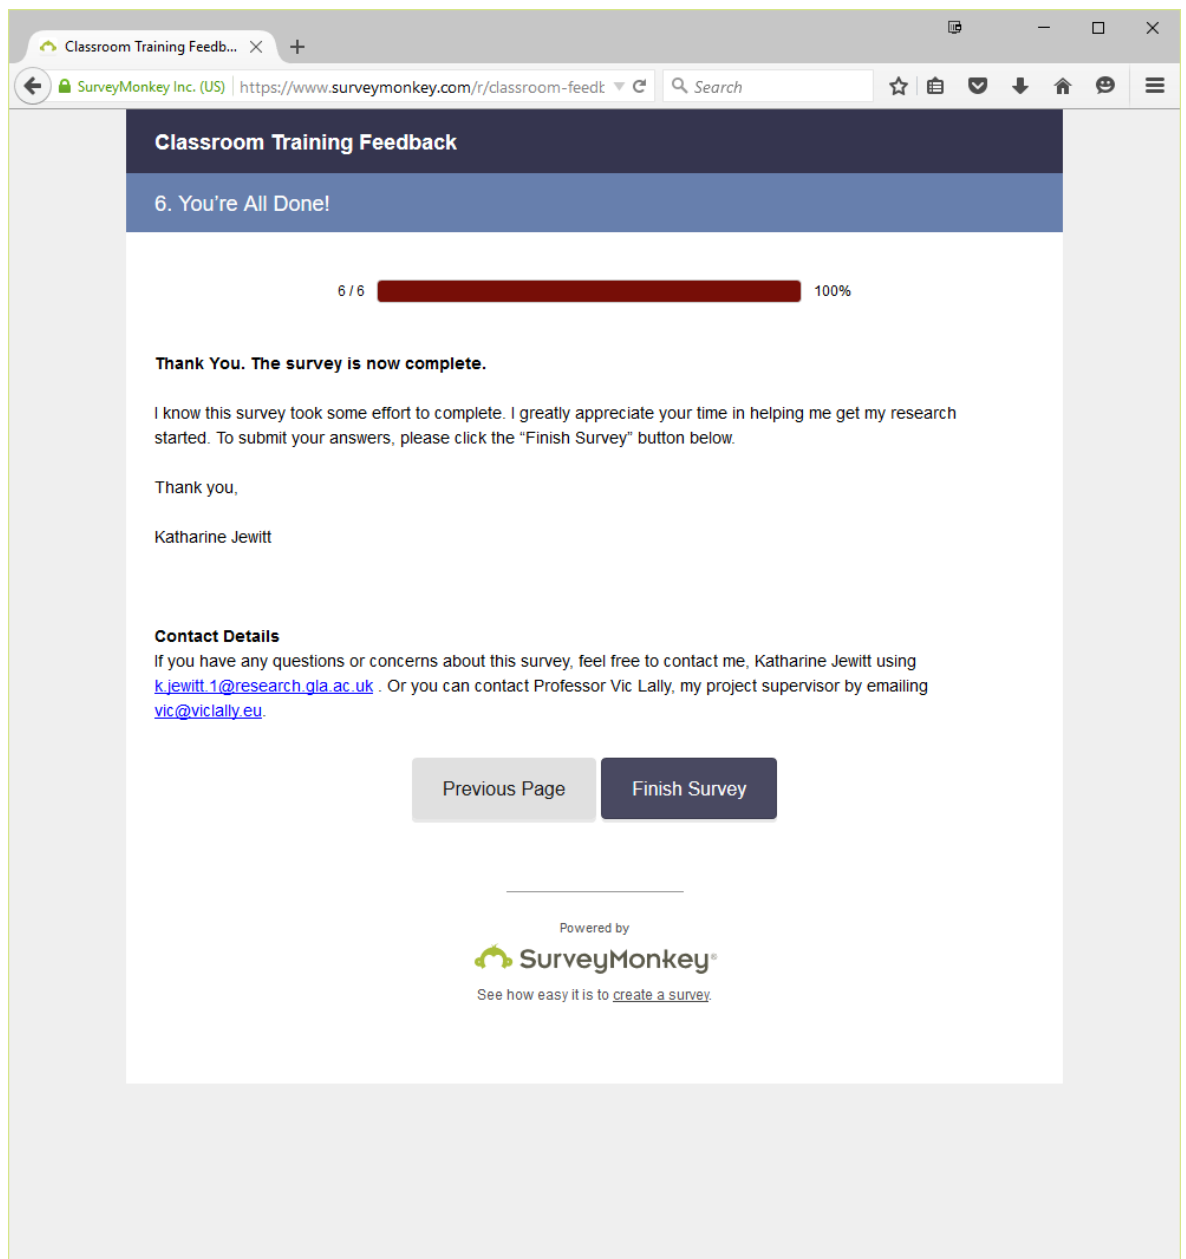 Classroom Training Feedb...
SurveyMonkey Inc. (US) https://www.surveymonkey.com/r/classroom-feedb Search
Classroom Training Feedback
6. You’re All Done!
6 / 6 100%
Thank You. The survey is now complete.
I know this survey took some effort to complete. I greatly appreciate your time in helping me get my research
started. To submit your answers, please click the “Finish Survey” button below.
Thank you,
Katharine Jewitt
Contact Details
If you have any questions or concerns about this survey, feel free to contact me, Katharine Jewitt using
k.jewitt.1@research.gla.ac.uk . Or you can contact Professor Vic Lally, my project supervisor by emailing
vic@viclally.eu.
Previous Page Finish Survey
Powered by
SurveyMonkey®
See how easy it is to create a survey.